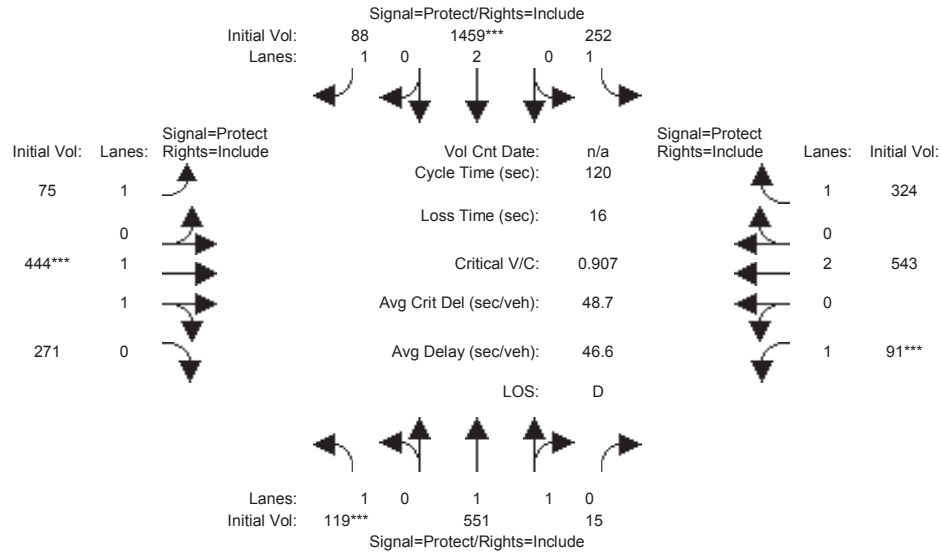 Signal=Protect/Rights=Include
Initial Vol: 88 1459*** 252
Lanes: 1 0 2 0 1
Signal=Protect Signal=Protect
Initial Vol: Lanes: Rights=Include Vol Cnt Date: n/a Rights=Include Lanes: Initial Vol:
Cycle Time (sec): 120
75 1 1 324
Loss Time (sec): 16
0 0
444*** 1 Critical V/C: 0.907 2 543
1 Avg Crit Del (sec/veh): 48.7 0
271 0 Avg Delay (sec/veh): 46.6 1 91***
LOS: D
Lanes: 1 0 1 1 0
Initial Vol: 119*** 551 15
Signal=Protect/Rights=Include